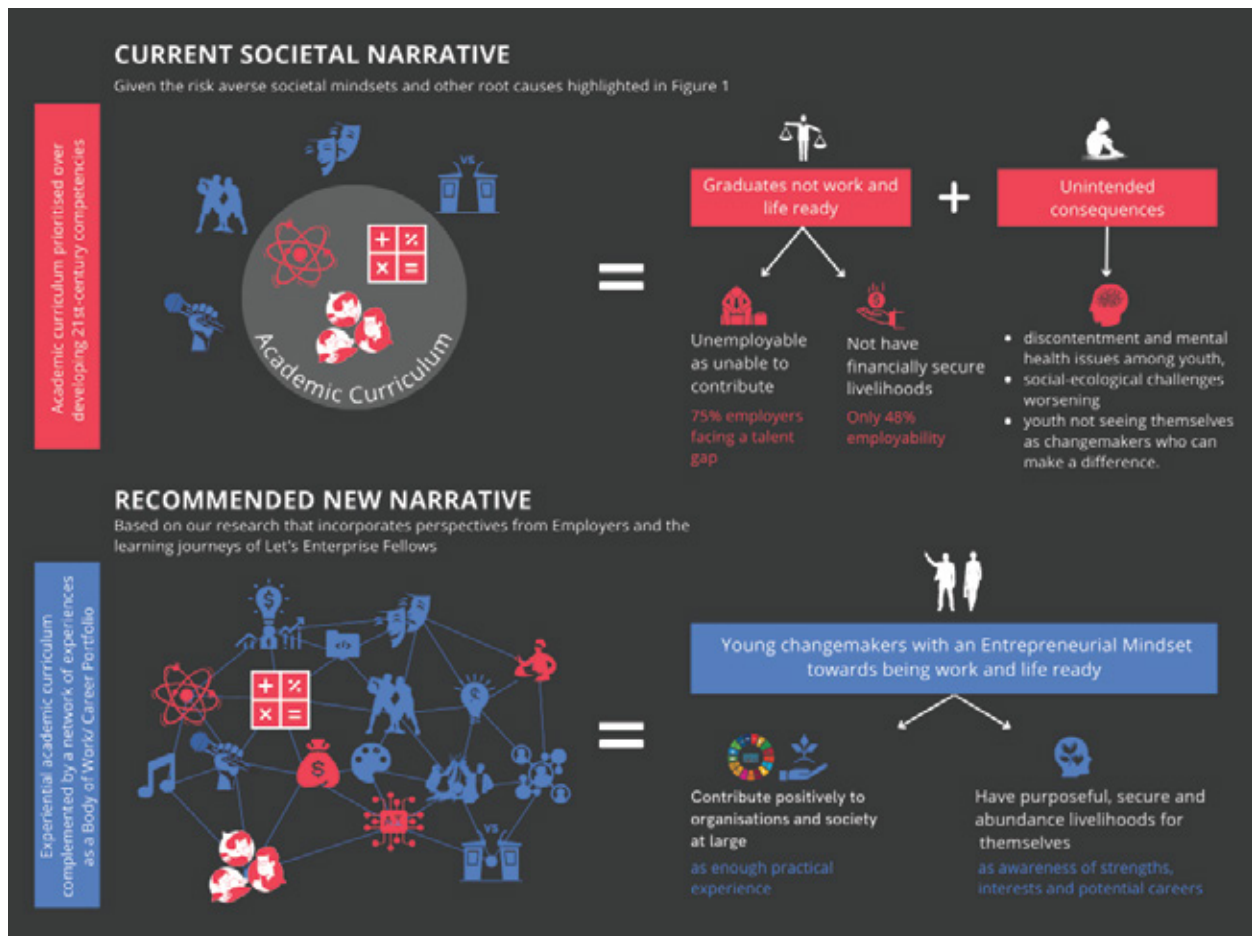 CURRENT SOCIETAL NARRATIVE
Given the risk averse societal mindsets and other root causes highlighted in Figure 1
Academic curriculum prioritised over
developing 21st-century competencies
VS
+ %
× =
Academic Curriculum
=
Graduates not work and
life ready
+
Unintended
consequences
Unemployable
as unable to
contribute
75% employers
facing a talent
gap
Not have
financially secure
livelihoods
Only 48%
employability
• discontentment and mental
health issues among youth,
• social-ecological challenges
worsening
• youth not seeing themselves
as changemakers who can
make a difference.
RECOMMENDED NEW NARRATIVE
Based on our research that incorporates perspectives from Employers and the
learning journeys of Let's Enterprise Fellows
Experiential academic curriculum
complemented by a network of experiences
as a Body of Work/ Career Portfolio
$
</>
+ %
× =
$
$
VS
=
Young changemakers with an Entrepreneurial Mindset
towards being work and life ready
Contribute positively to
organisations and society
at large
as enough practical
experience
Have purposeful, secure and
abundance livelihoods for
themselves
as awareness of strengths,
interests and potential careers